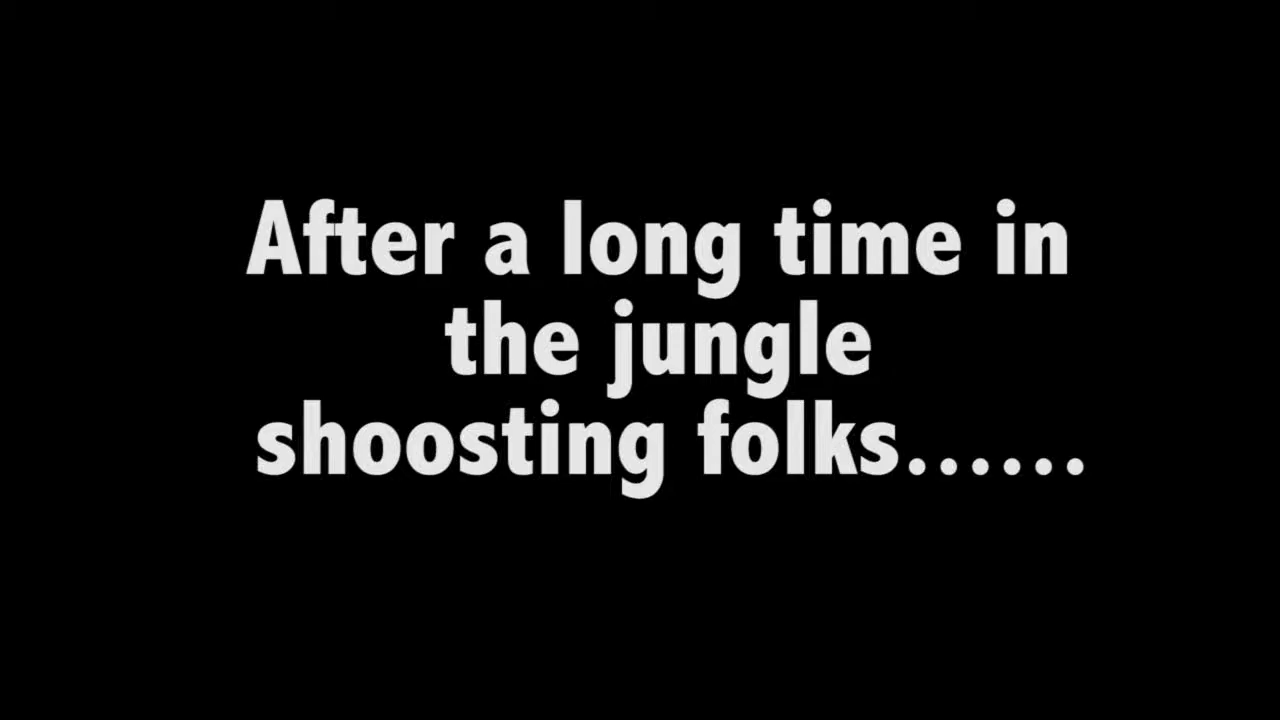 After a long time in
the jungle
shoosting folks......